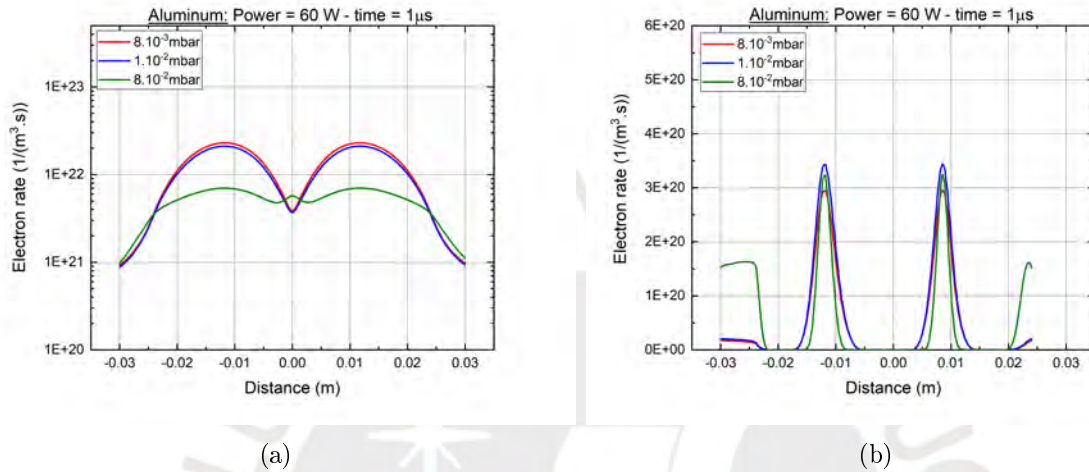 Aluminum: Power = 60 W - time = 1μs
8.10⁻³mbar
1.10⁻²mbar
8.10⁻²mbar
1E+23
1E+22
1E+21
1E+20
Electron rate (1/(m³.s))
-0.03 -0.02 -0.01 0.00 0.01 0.02 0.03
Distance (m)
(a)
Aluminum: Power = 60 W - time = 1μs
8.10⁻³mbar
1.10⁻²mbar
8.10⁻²mbar
6E+20
5E+20
4E+20
3E+20
2E+20
1E+20
0E+00
Electron rate (1/(m³.s))
-0.03 -0.02 -0.01 0.00 0.01 0.02 0.03
Distance (m)
(b)